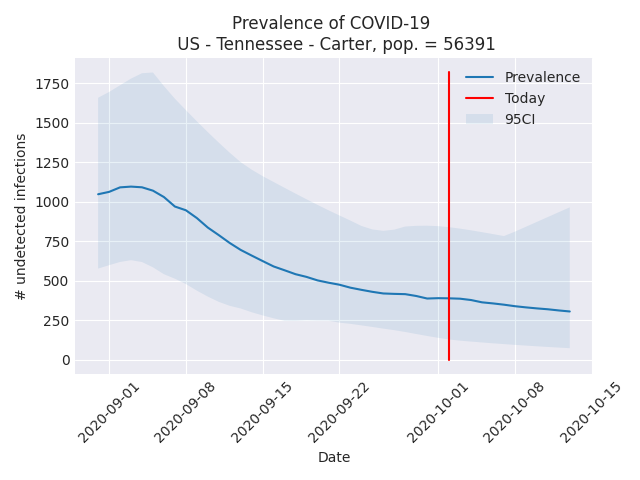 Prevalence of COVID-19
US - Tennessee - Carter, pop. = 56391
Prevalence
Today
95CI
# undetected infections
1750
1500
1250
1000
750
500
250
0
2020-09-01
2020-09-08
2020-09-15
2020-09-22
2020-10-01
2020-10-08
2020-10-15
Date